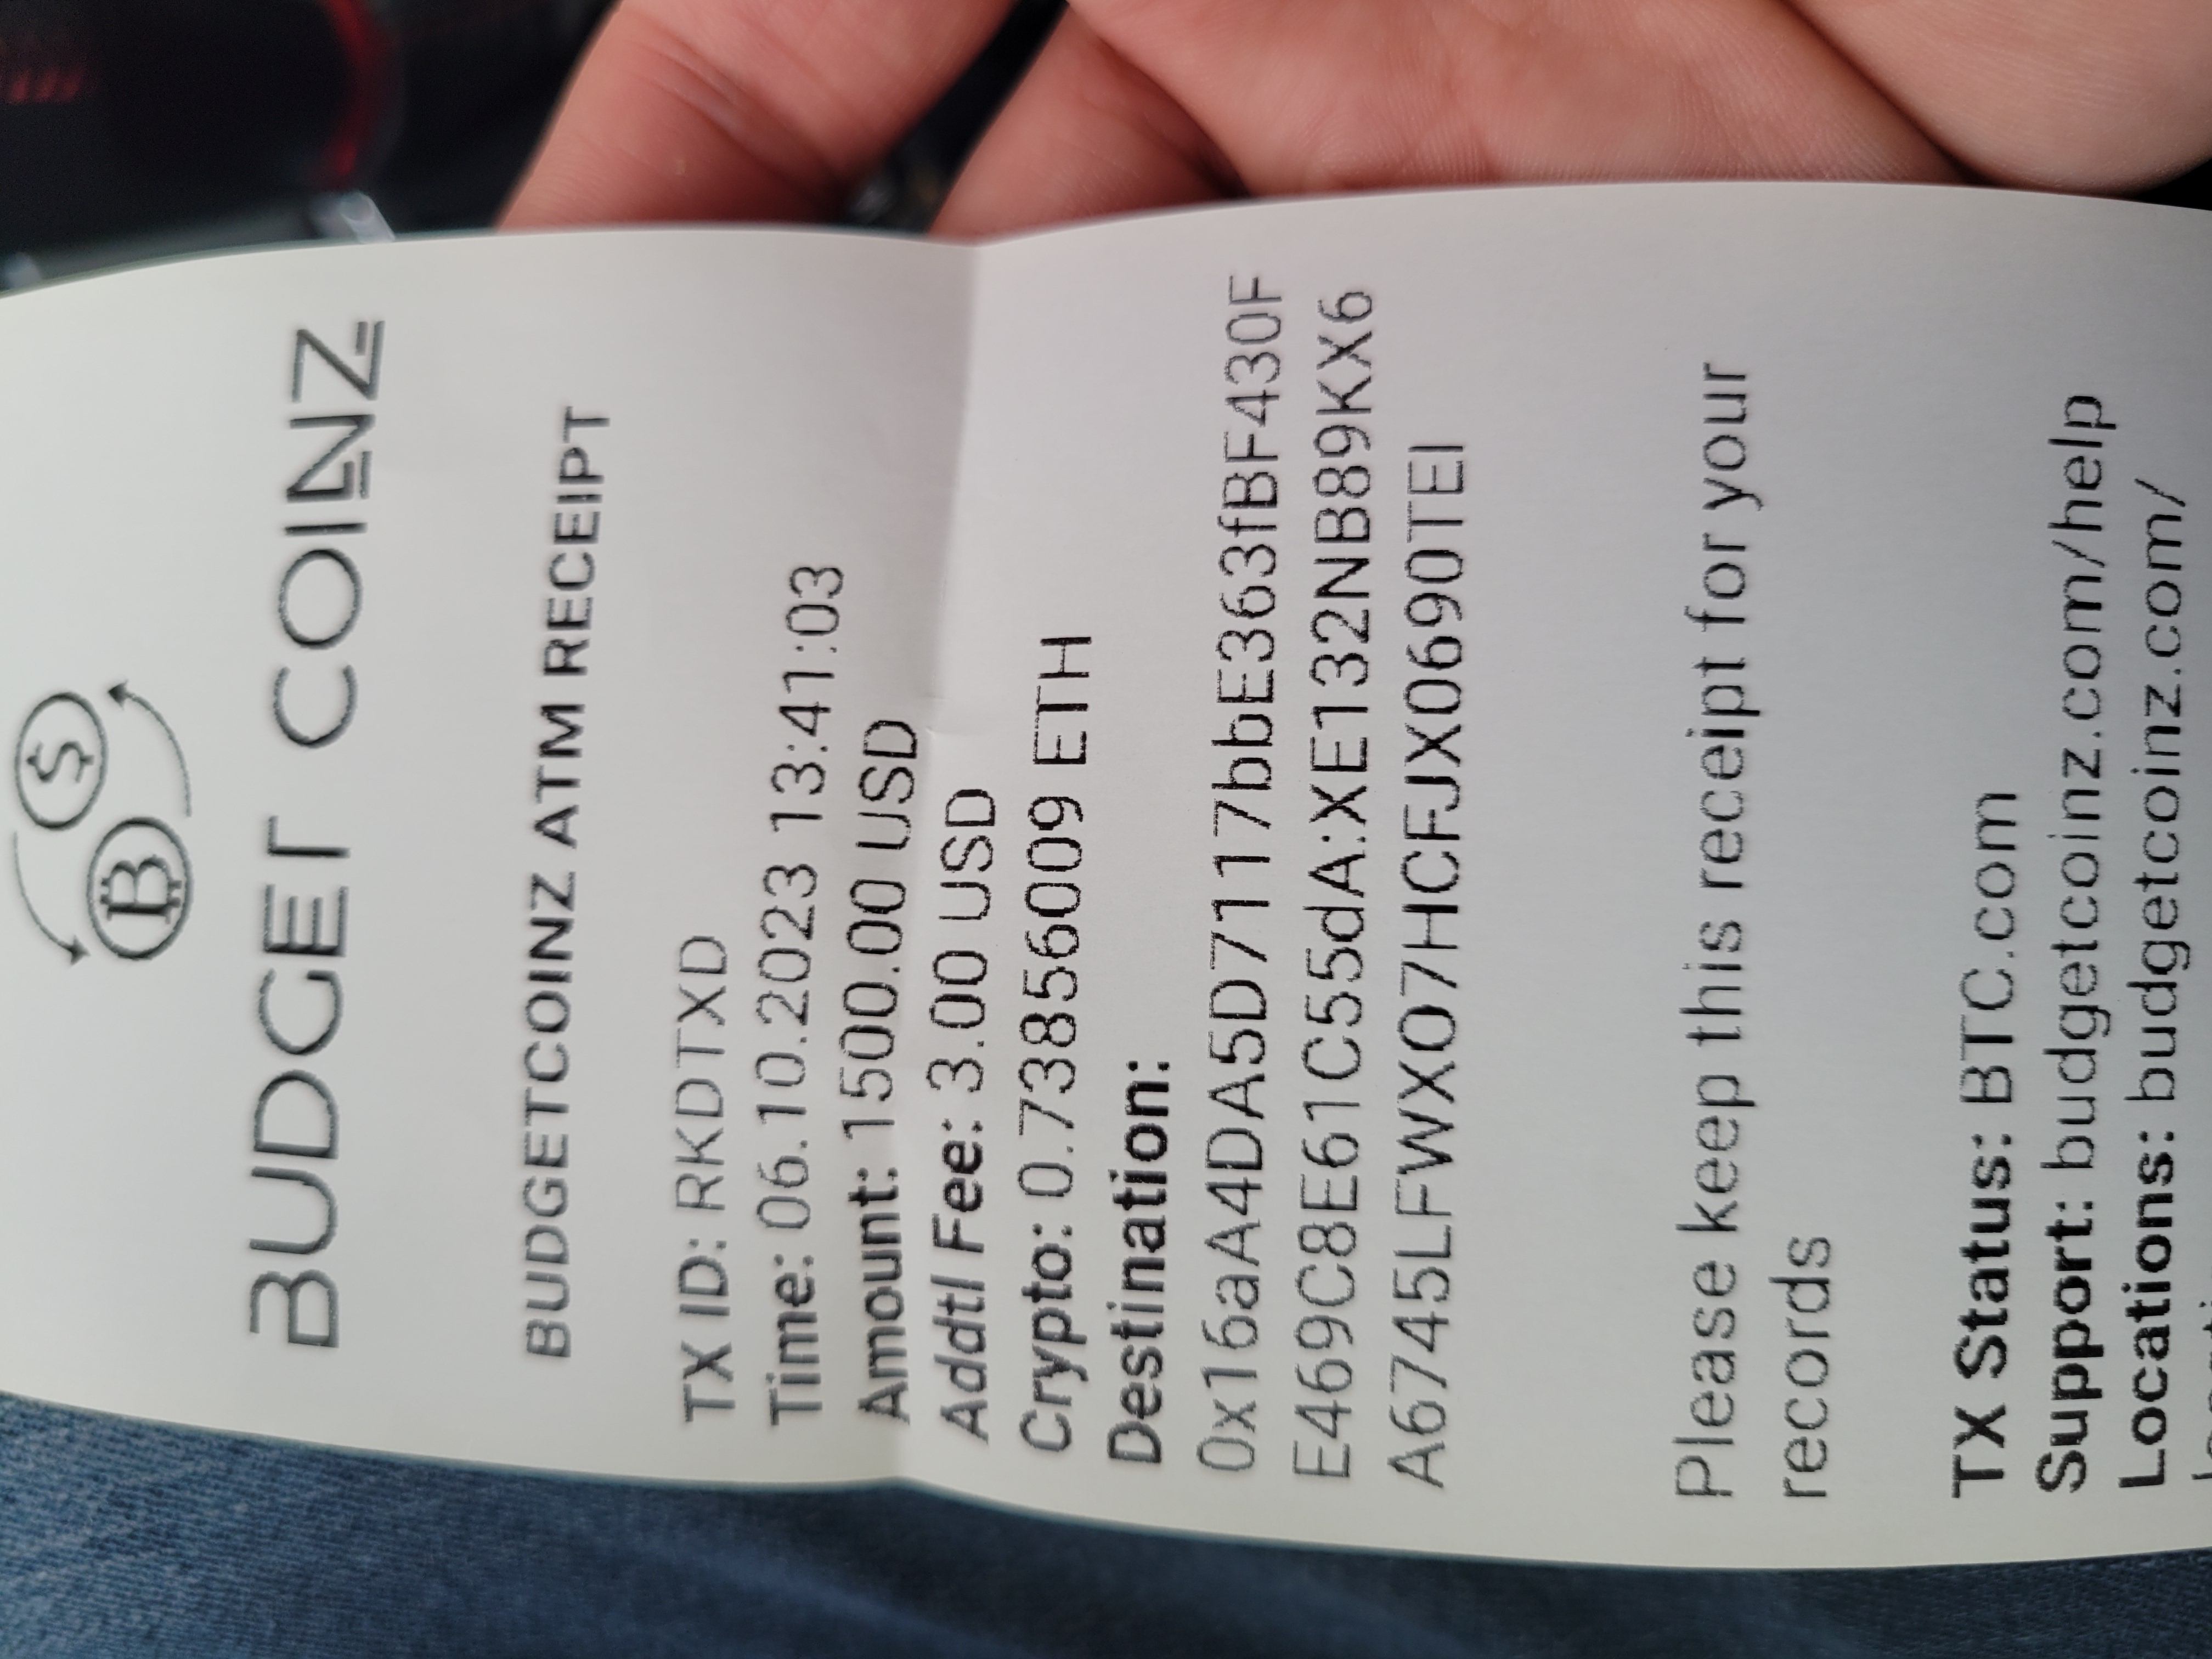 BUDGET COINZ
BUDGETCOINZ ATM RECEIPT
TX ID: RKDTXD
Time: 06.10.2023 13:41:03
Amount: 1500.00 USD
Addtl Fee: 3.00 USD
Crypto: 0.73856009 ETH
Destination:
0x16aA4DA5D7117bbE363fBF430F
E469C8E61C55dA:XE132NB89KX6
A6745LFWXO7HCFJX0690TEI
Please keep this receipt for your
records
TX Status: BTC.com
Support: budgetcoinz.com/help
Locations: budgetcoinz.com/